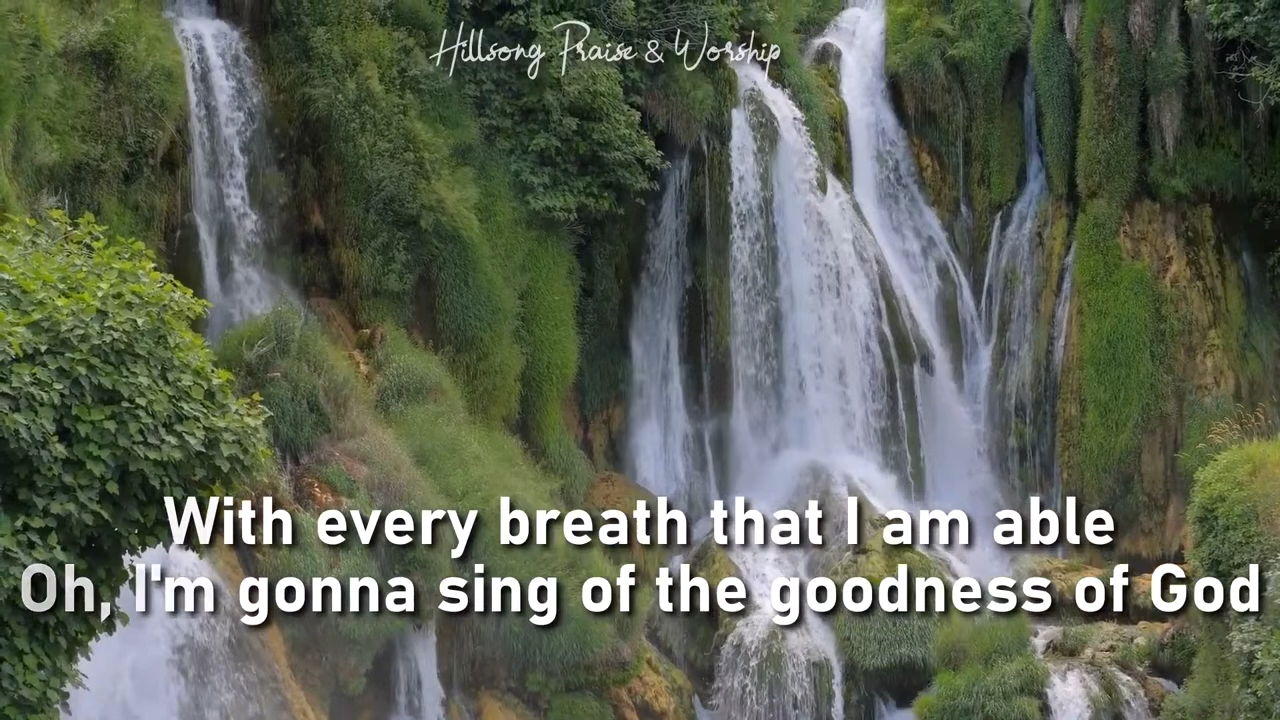 Hillsong Praise & Worship
With every breath that I am able
Oh, I'm gonna sing of the goodness of God